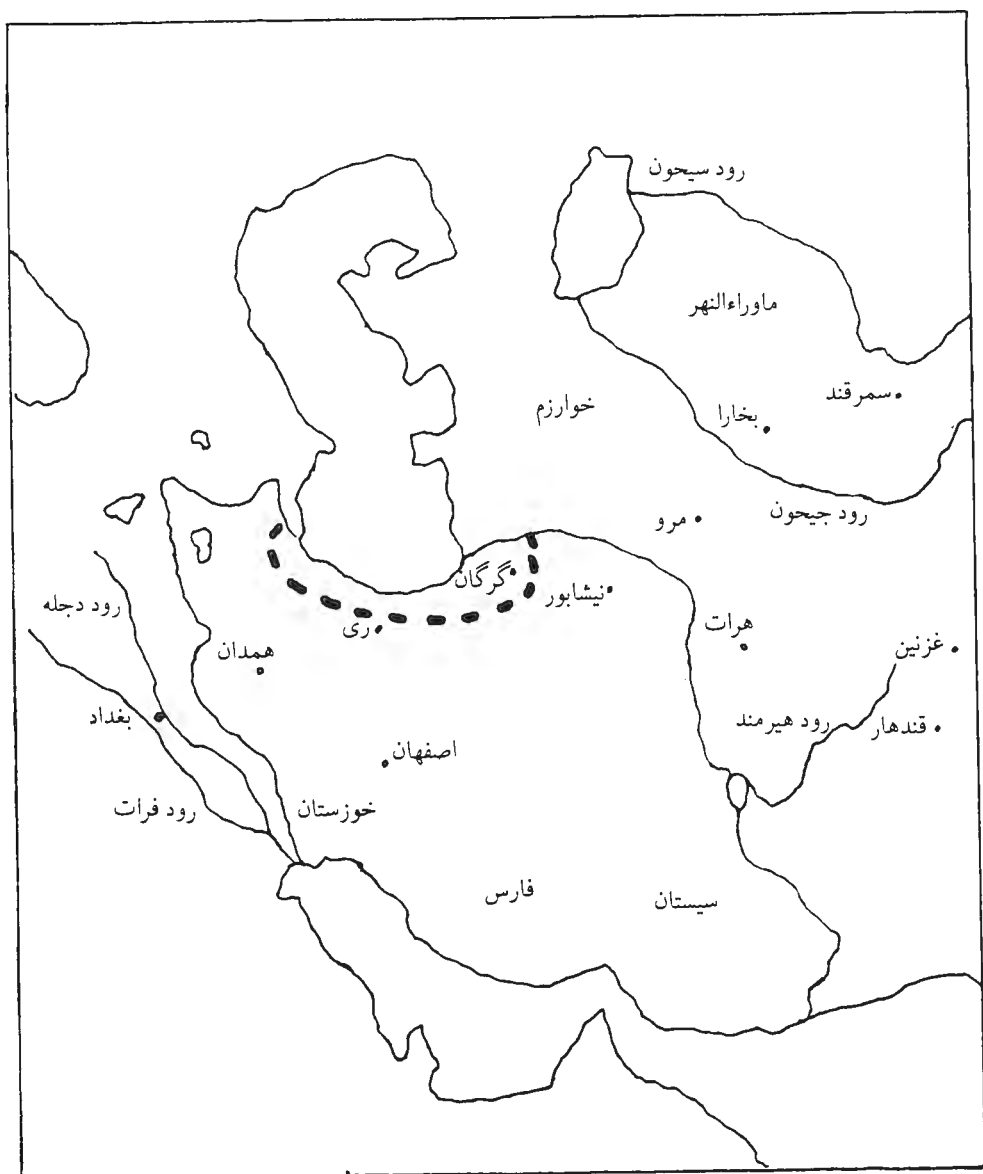 رود سیحون
ماوراءالنهر
سمرقند
بخارا
خوارزم
رود جیحون
مرو
گرگان
نیشابور
ری
رود دجله
همدان
هرات
غزنین
بغداد
رود هیرمند
قندهار
اصفهان
رود فرات
خوزستان
فارس
سیستان